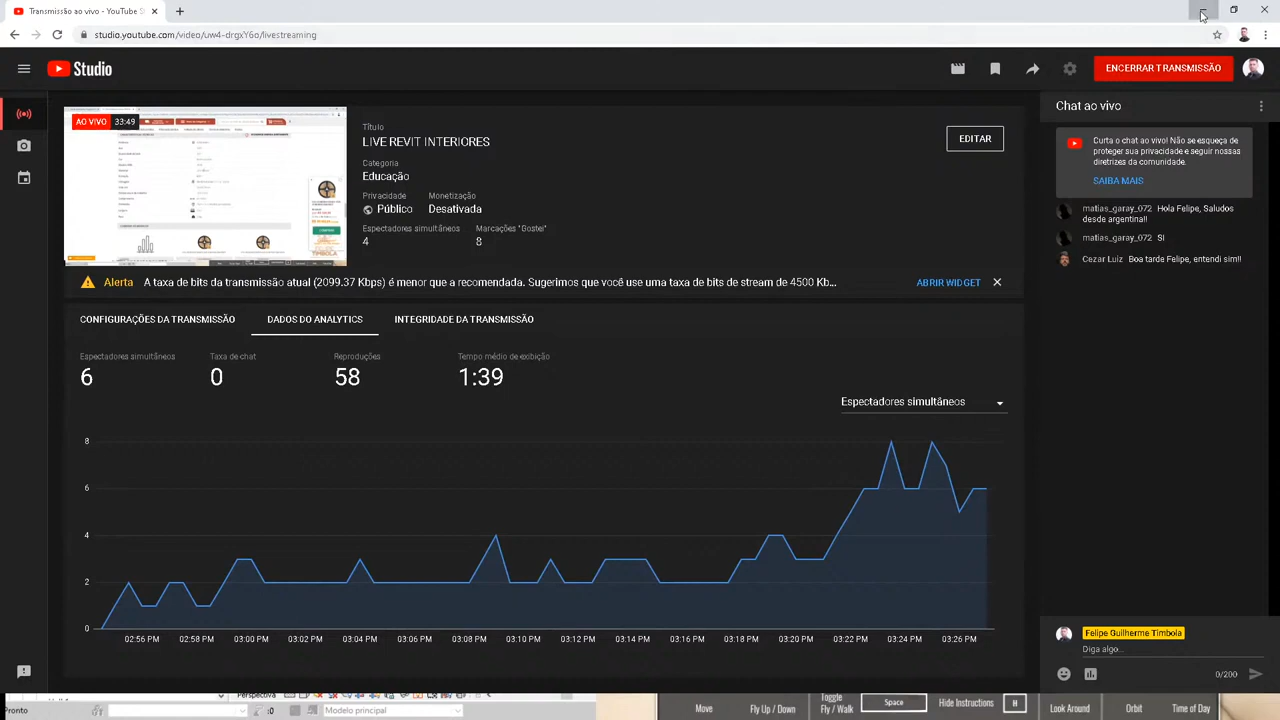 Transmissão ao vivo - YouTube S
studio.youtube.com/video/uw4-drgxY6o/livestreaming
Studio
ENCERRAR TRANSMISSÃO
AO VIVO 33:49
Título
LIVE REVIT INTERIO
EDITAR
Categoria
Educação
Privacidade Monetização
Público Desativ
Espectadores simultâneos Marcações "Gostei"
4
Alerta A taxa de bits da transmissão atual (2099.37 Kbps) é menor que a recomendada. Sugerimos que você use uma taxa de bits de stream de 4500 Kb...
ABRIR WIDGET
CONFIGURAÇÕES DA TRANSMISSÃO DADOS DO ANALYTICS INTEGRIDADE DA TRANSMISSÃO
Espectadores simultâneos Taxa de chat Reproduções Tempo médio de exibição
6 0 58 1:39
Espectadores simultâneos
8
6
4
2
0
02:56 PM 02:58 PM 03:00 PM 03:02 PM 03:04 PM 03:10 PM 03:12 PM 03:14 PM 03:16 PM 03:18 PM 03:20 PM 03:22 PM 03:24 PM 03:26 PM
Chat ao vivo
Curta o chat ao vivo! Não se esqueça de
proteger sua privacidade e seguir nossas
diretrizes da comunidade.
SAIBA MAIS
matias_garay_072 Hola Felipe Saludos
desde argentina!!
matias_garay_072 SI
Cezar Luiz Boa tarde Felipe, entendi sim!!
Felipe Guilherme Timbola
Diga algo...
0/200
Perspectiva
Pronto
:0
Modelo principal
Move
Fly / Down
Toggle
Fly / Walk
Space
Hide Instructions
H
Look Around
Orbit
Time of Day